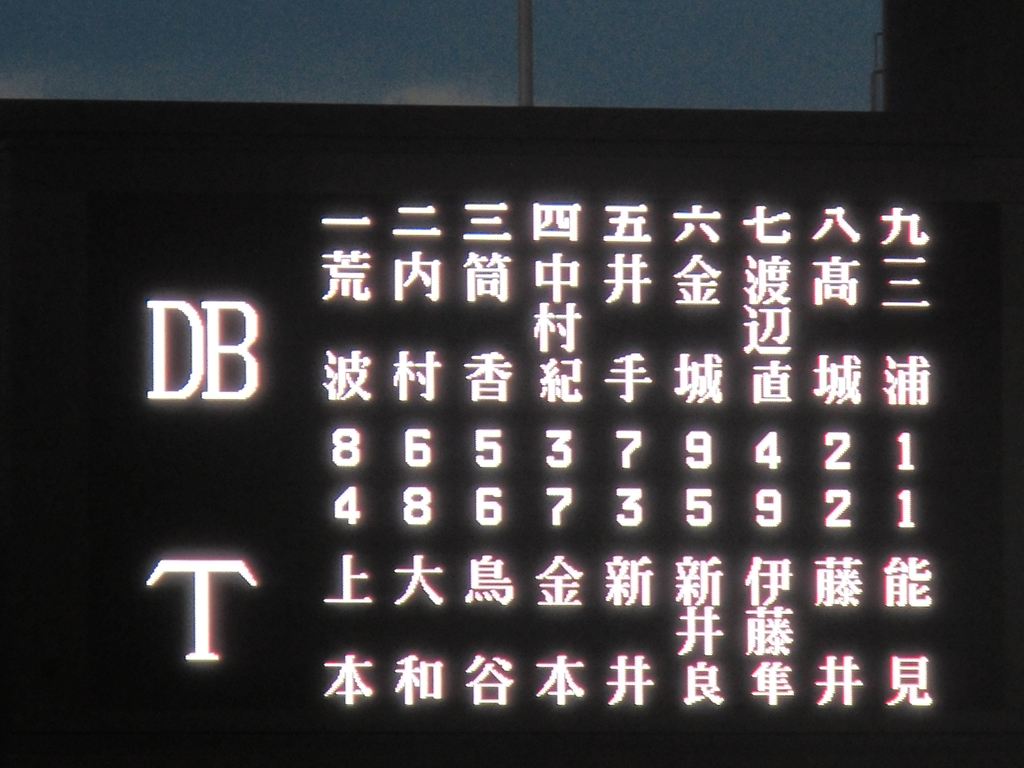 一 二 三 四 五 六 七 八 九
DB
荒波 内村 筒香 中村紀 井手 金城 渡辺直 髙城 三浦
8 6 5 3 7 9 4 2 1
4 8 6 7 3 5 9 2 1
T
上本 大和 鳥谷 金本 新井 新井良 伊藤隼 藤井 能見